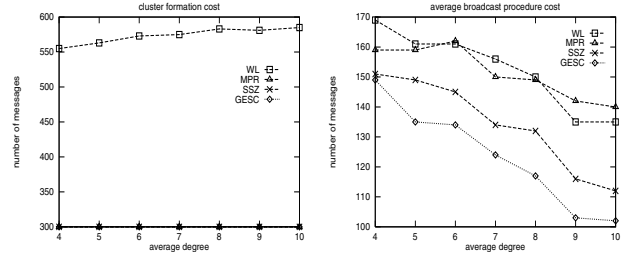 cluster formation cost
600
550
500
450
400
350
300
number of messages
WL
MPR
SSZ
GESC
4 5 6 7 8 9 10
average degree
average broadcast procedure cost
170
160
150
140
130
120
110
100
number of messages
WL
MPR
SSZ
GESC
4 5 6 7 8 9 10
average degree